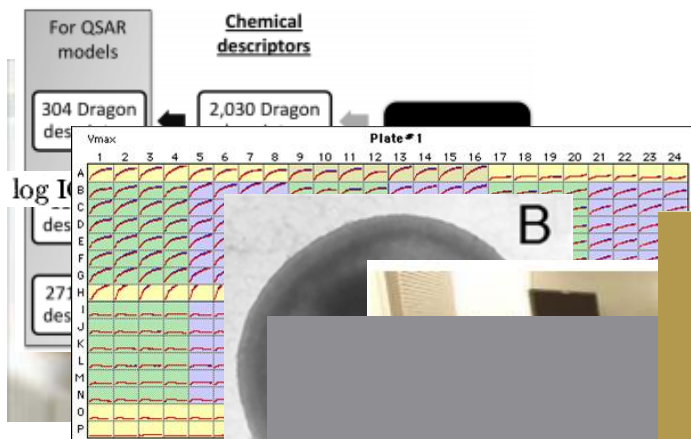 For QSAR
models
Chemical
descriptors
304 Dragon
2,030 Dragon
Vmax
Plate#1
1 2 3 4 5 6 7 8 9 10 11 12 13 14 15 16 17 18 19 20 21 22 23 24
A
log
B
C
D
E
F
G
H
I
J
K
L
M
N
O
P
B